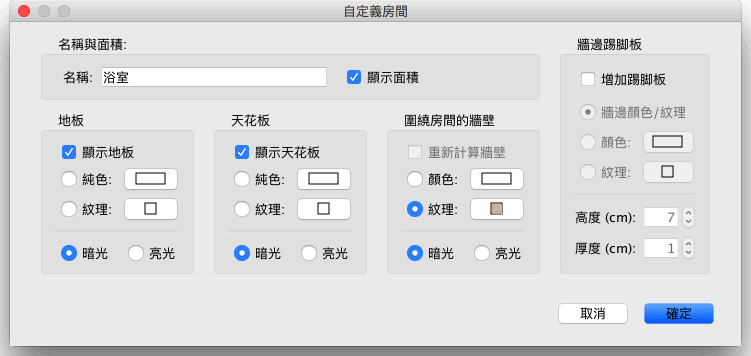 自定義房間
名稱與面積:
名稱: 浴室 顯示面積
地板
顯示地板
純色:
紋理:
暗光 亮光
天花板
顯示天花板
純色:
紋理:
暗光 亮光
圍繞房間的牆壁
重新計算牆壁
顏色:
紋理:
暗光 亮光
牆邊踢脚板
增加踢脚板
牆邊顏色/紋理
顏色:
紋理:
高度 (cm): 7
厚度 (cm): 1
取消 確定